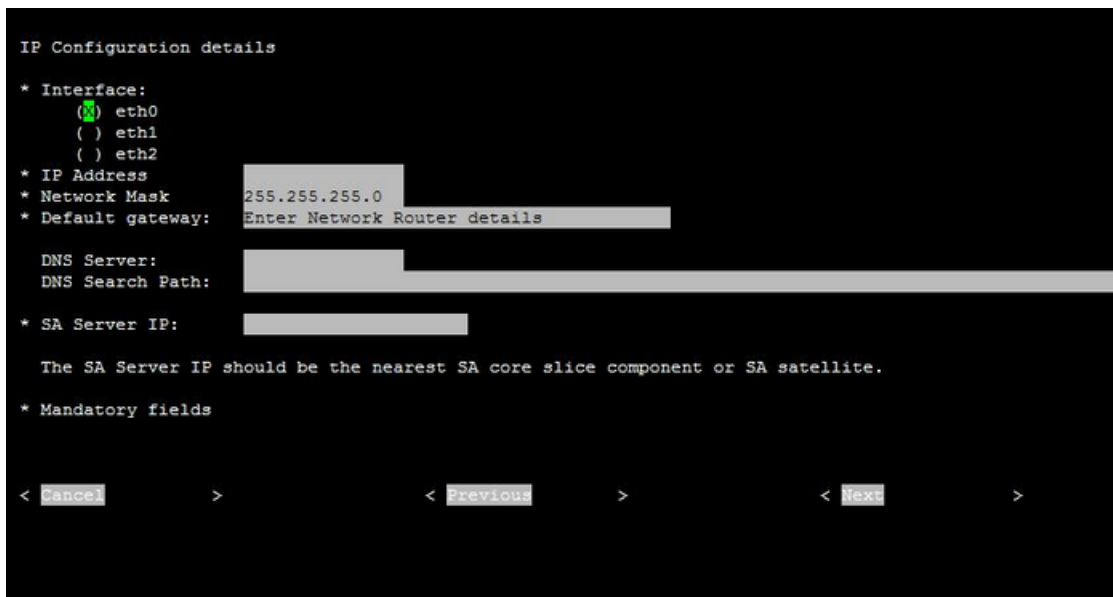 IP Configuration details
* Interface:
(X) eth0
( ) eth1
( ) eth2
* IP Address
* Network Mask 255.255.255.0
* Default gateway: Enter Network Router details
DNS Server:
DNS Search Path:
* SA Server IP:
The SA Server IP should be the nearest SA core slice component or SA satellite.
* Mandatory fields
< Cancel > < Previous > < Next >